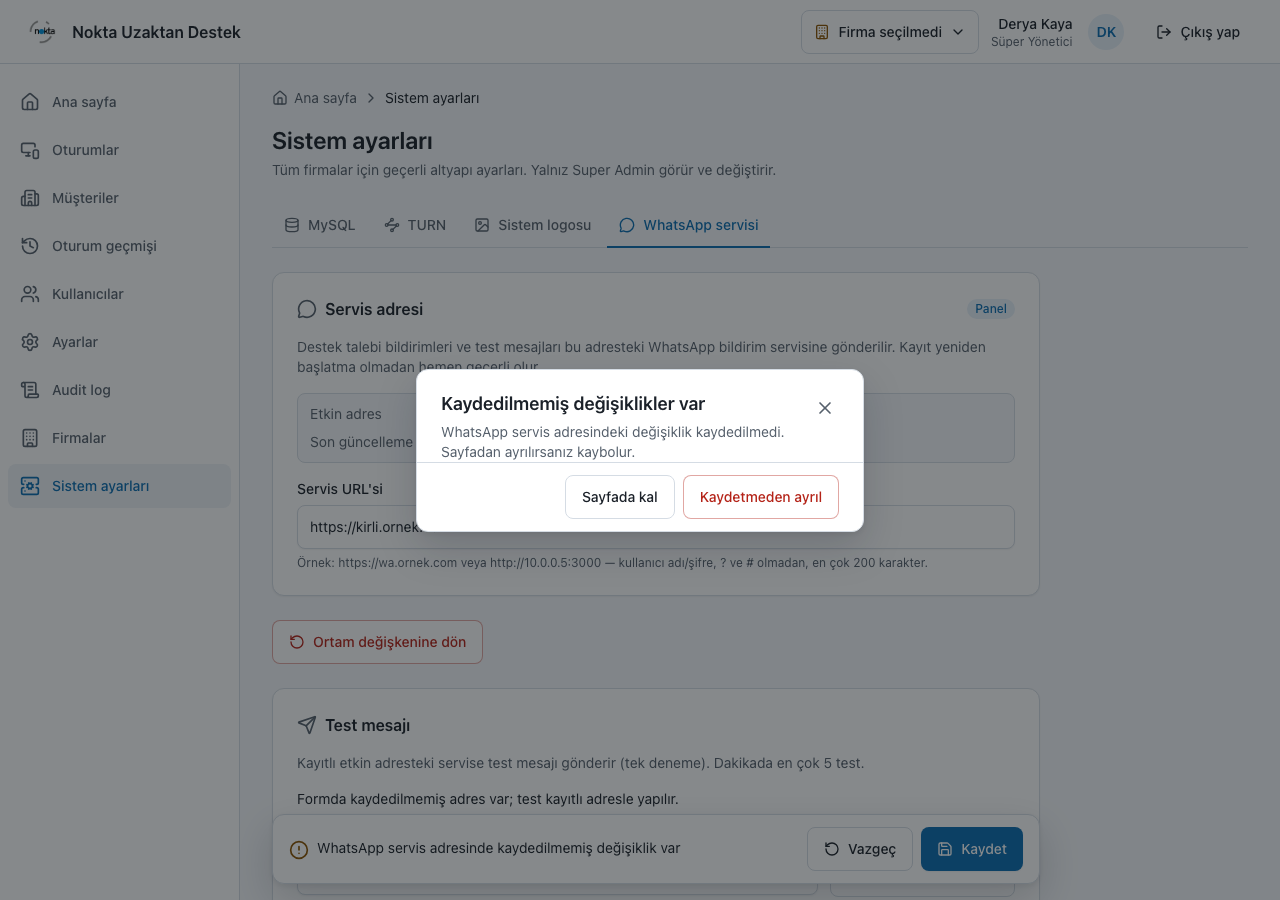 nokta
Nokta Uzaktan Destek
Firma seçilmedi
Derya Kaya
Süper Yönetici
DK
Çıkış yap
Ana sayfa
Oturumlar
Müşteriler
Oturum geçmişi
Kullanıcılar
Ayarlar
Audit log
Firmalar
Sistem ayarları
Ana sayfa
Sistem ayarları
Sistem ayarları
Tüm firmalar için geçerli altyapı ayarları. Yalnız Super Admin görür ve değiştirir.
MySQL
TURN
Sistem logosu
WhatsApp servisi
Servis adresi
Panel
Destek talebi bildirimleri ve test mesajları bu adresteki WhatsApp bildirim servisine gönderilir. Kayıt yeniden
başlatma olmadan hemen geçerli olur.
Etkin adres
Son güncelleme
Kaydedilmemiş değişiklikler var
WhatsApp servis adresindeki değişiklik kaydedilmedi.
Sayfadan ayrılırsanız kaybolur.
Sayfada kal
Kaydetmeden ayrıl
Servis URL'si
https://kirli.ornek.
Örnek: https://wa.ornek.com veya http://10.0.0.5:3000 — kullanıcı adı/şifre, ? ve # olmadan, en çok 200 karakter.
Ortam değişkenine dön
Test mesajı
Kayıtlı etkin adresteki servise test mesajı gönderir (tek deneme). Dakikada en çok 5 test.
Formda kaydedilmemiş adres var; test kayıtlı adresle yapılır.
WhatsApp servis adresinde kaydedilmemiş değişiklik var
Vazgeç
Kaydet